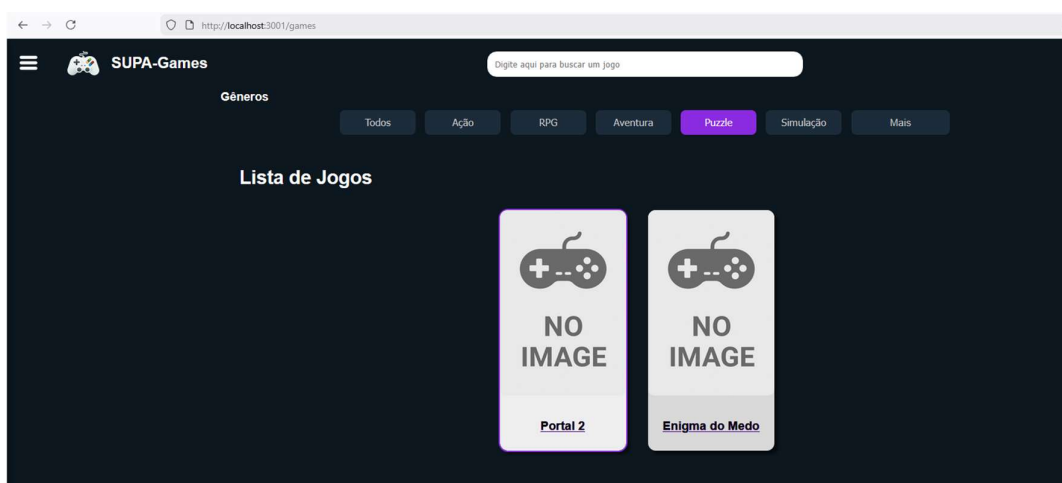 http://localhost:3001/games
SUPA-Games
Digite aqui para buscar um jogo
Gêneros
Todos Ação RPG Aventura Puzzle Simulação Mais
Lista de Jogos
NO IMAGE NO IMAGE
Portal 2 Enigma do Medo